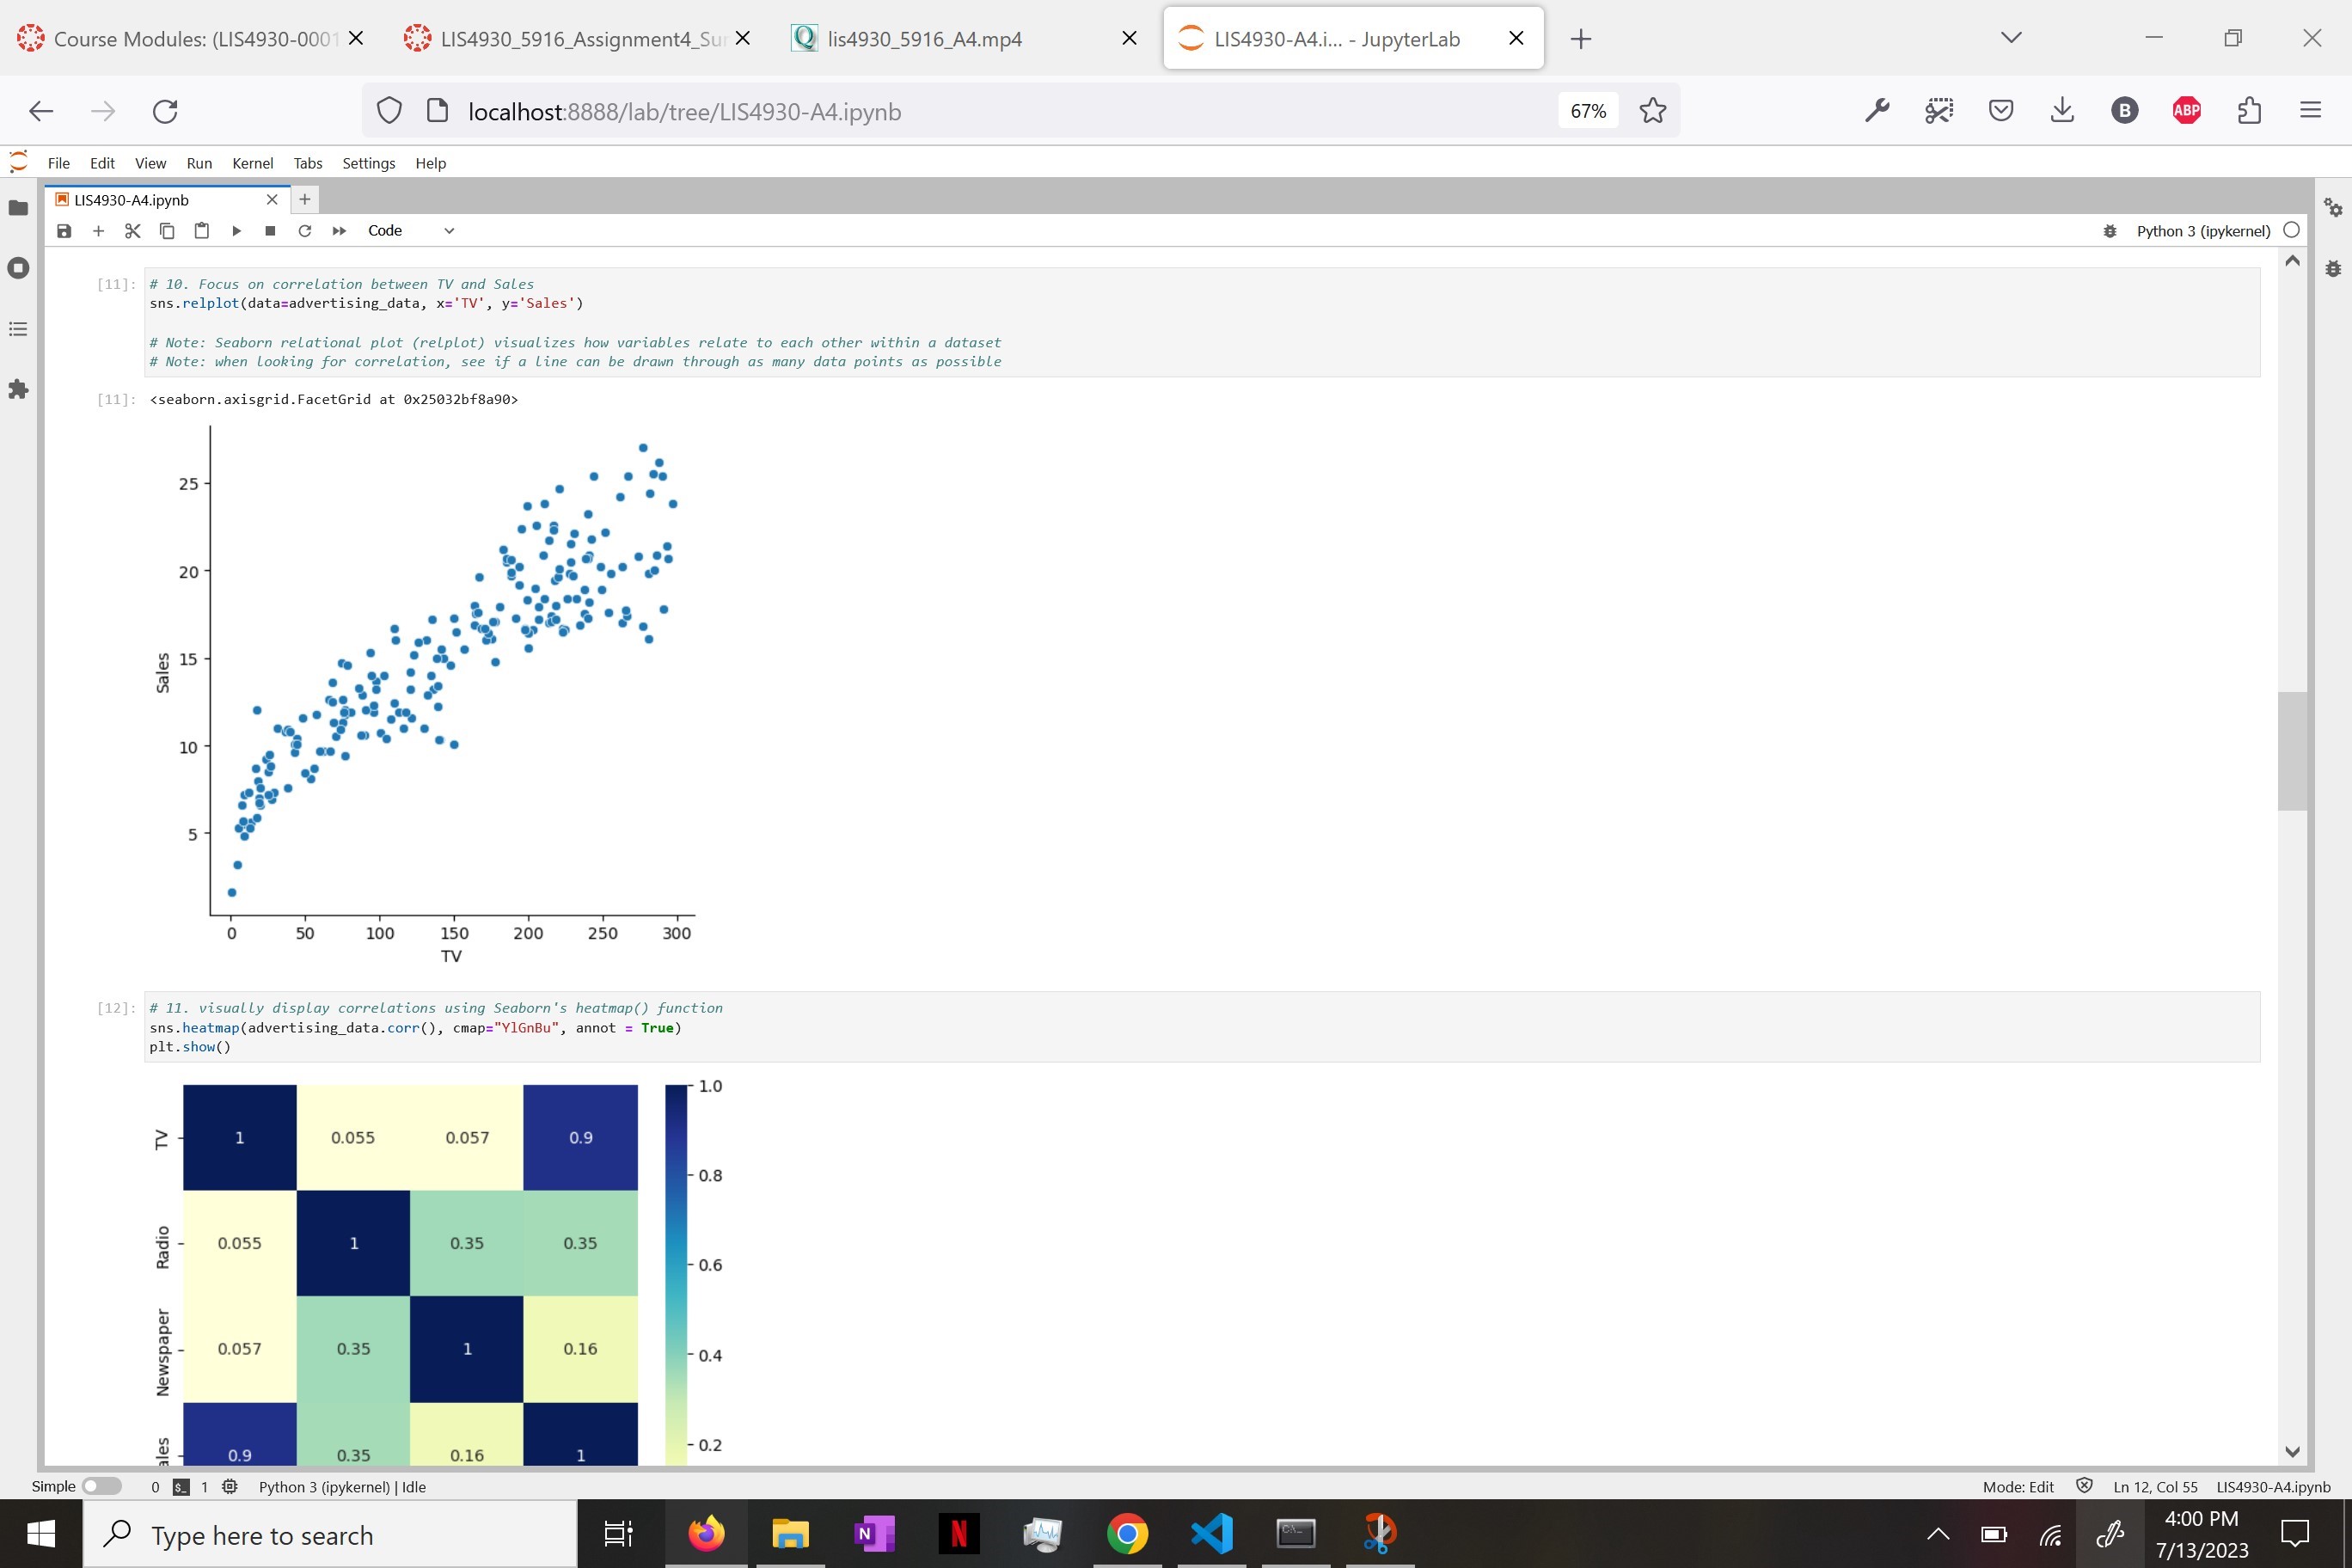 Course Modules: (LIS4930-0001
LIS4930_5916_Assignment4_Sur
lis4930_5916_A4.mp4
LIS4930-A4.i... - JupyterLab
localhost:8888/lab/tree/LIS4930-A4.ipynb
67%
B
ABP
File Edit View Run Kernel Tabs Settings Help
LIS4930-A4.ipynb
Code
Python 3 (ipykernel)
[11]: # 10. Focus on correlation between TV and Sales
sns.relplot(data=advertising_data, x='TV', y='Sales')
# Note: Seaborn relational plot (relplot) visualizes how variables relate to each other within a dataset
# Note: when looking for correlation, see if a line can be drawn through as many data points as possible
[11]: <seaborn.axisgrid.FacetGrid at 0x25032bf8a90>
25
20
15
10
5
Sales
0 50 100 150 200 250 300
TV
[12]: # 11. visually display correlations using Seaborn's heatmap() function
sns.heatmap(advertising_data.corr(), cmap="YlGnBu", annot = True)
plt.show()
TV 1 0.055 0.057 0.9
Radio 0.055 1 0.35 0.35
Newspaper 0.057 0.35 1 0.16
ales 0.9 0.35 0.16 1
1.0
0.8
0.6
0.4
0.2
Simple 0 $_ 1 Python 3 (ipykernel) | Idle
Mode: Edit Ln 12, Col 55 LIS4930-A4.ipynb
Type here to search
N
N
C:\_
4:00 PM
7/13/2023